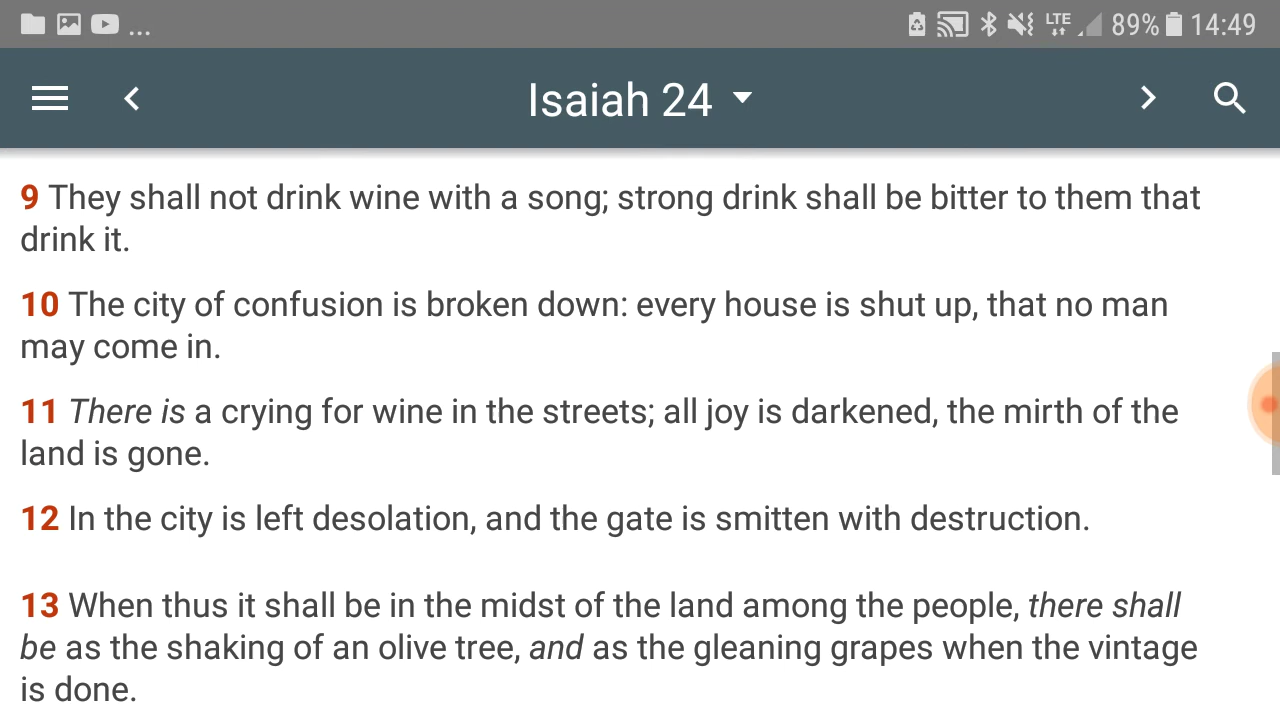 ... LTE 89% 14:49
Isaiah 24
9 They shall not drink wine with a song; strong drink shall be bitter to them that
drink it.
10 The city of confusion is broken down: every house is shut up, that no man
may come in.
11 There is a crying for wine in the streets; all joy is darkened, the mirth of the
land is gone.
12 In the city is left desolation, and the gate is smitten with destruction.
13 When thus it shall be in the midst of the land among the people, there shall
be as the shaking of an olive tree, and as the gleaning grapes when the vintage
is done.